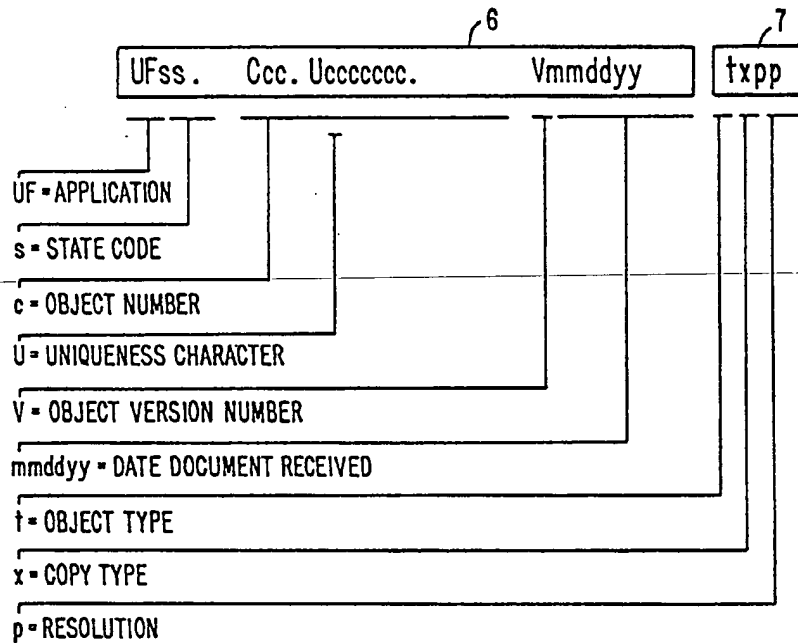 6 7
UFss. Ccc. Uccccccc. Vmmddyy txpp
UF = APPLICATION
s = STATE CODE
c = OBJECT NUMBER
U = UNIQUENESS CHARACTER
V = OBJECT VERSION NUMBER
mmddyy = DATE DOCUMENT RECEIVED
t = OBJECT TYPE
x = COPY TYPE
p = RESOLUTION